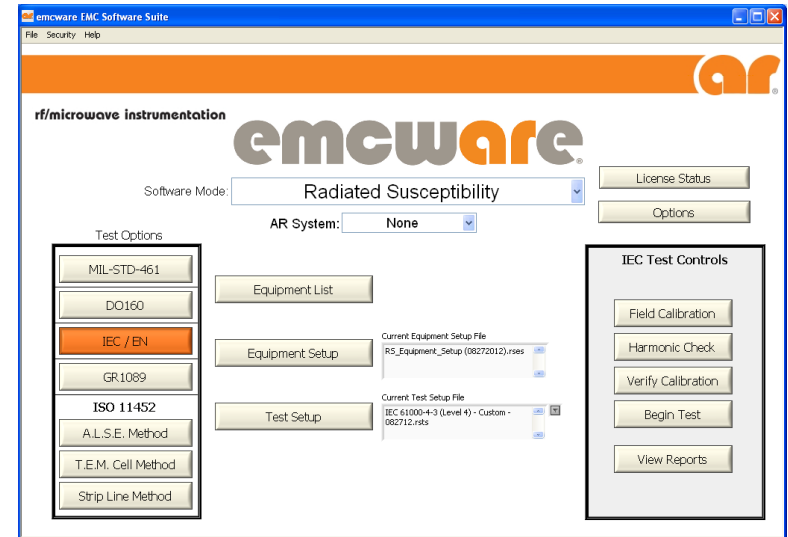 emcware EMC Software Suite
File Security Help
ar
®
rf/microwave instrumentation
emcware®
Software Mode: Radiated Susceptibility
License Status
AR System: None
Options
Test Options
IEC Test Controls
MIL-STD-461
Equipment List
DO160
Field Calibration
IEC / EN
Current Equipment Setup File
Equipment Setup
RS_Equipment_Setup (08272012).rses
Harmonic Check
GR1089
Verify Calibration
Current Test Setup File
ISO 11452
Test Setup
IEC 61000-4-3 (Level 4) - Custom -
082712.rsts
Begin Test
A.L.S.E. Method
T.E.M. Cell Method
View Reports
Strip Line Method